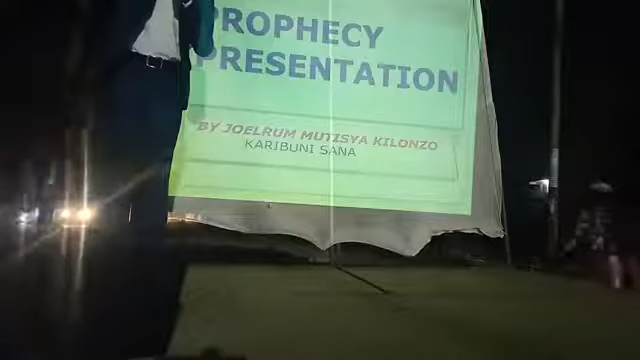 PROPHECY
PRESENTATION
BY JOELRUM MUTISYA KILONZO
KARIBUNI SANA